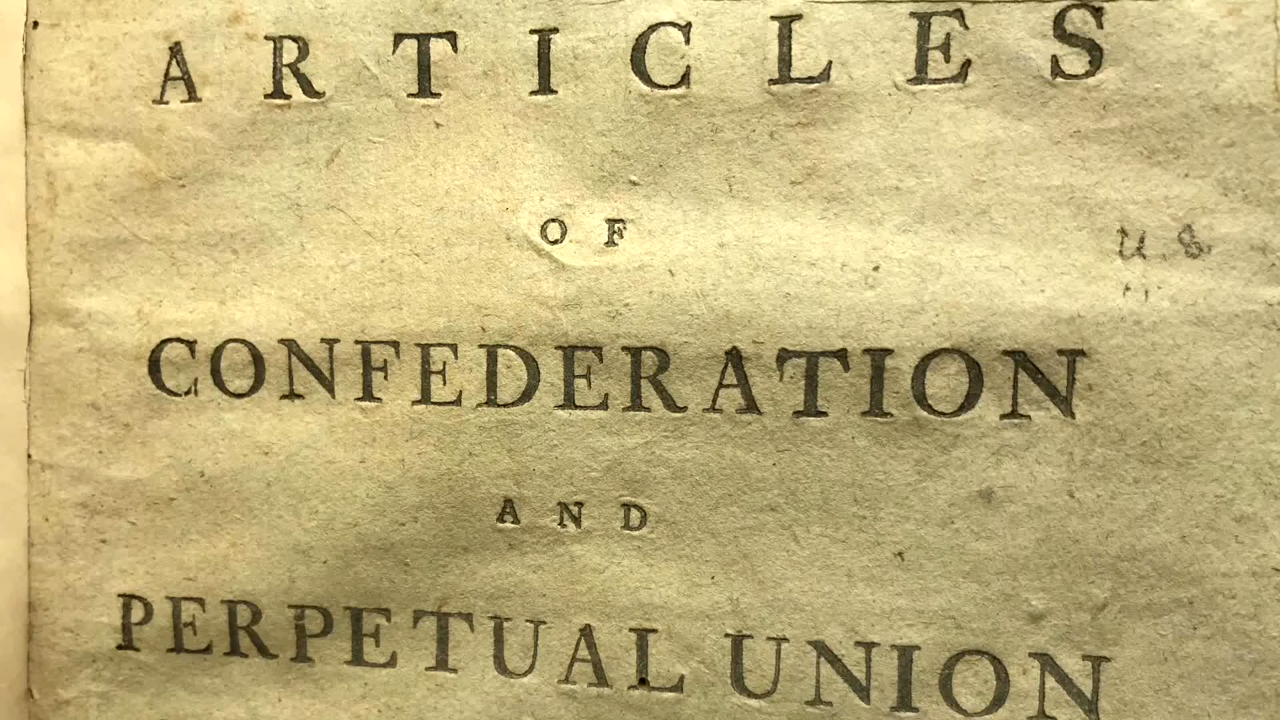 ARTICLES
OF
U.S
CONFEDERATION
AND
PERPETUAL UNION